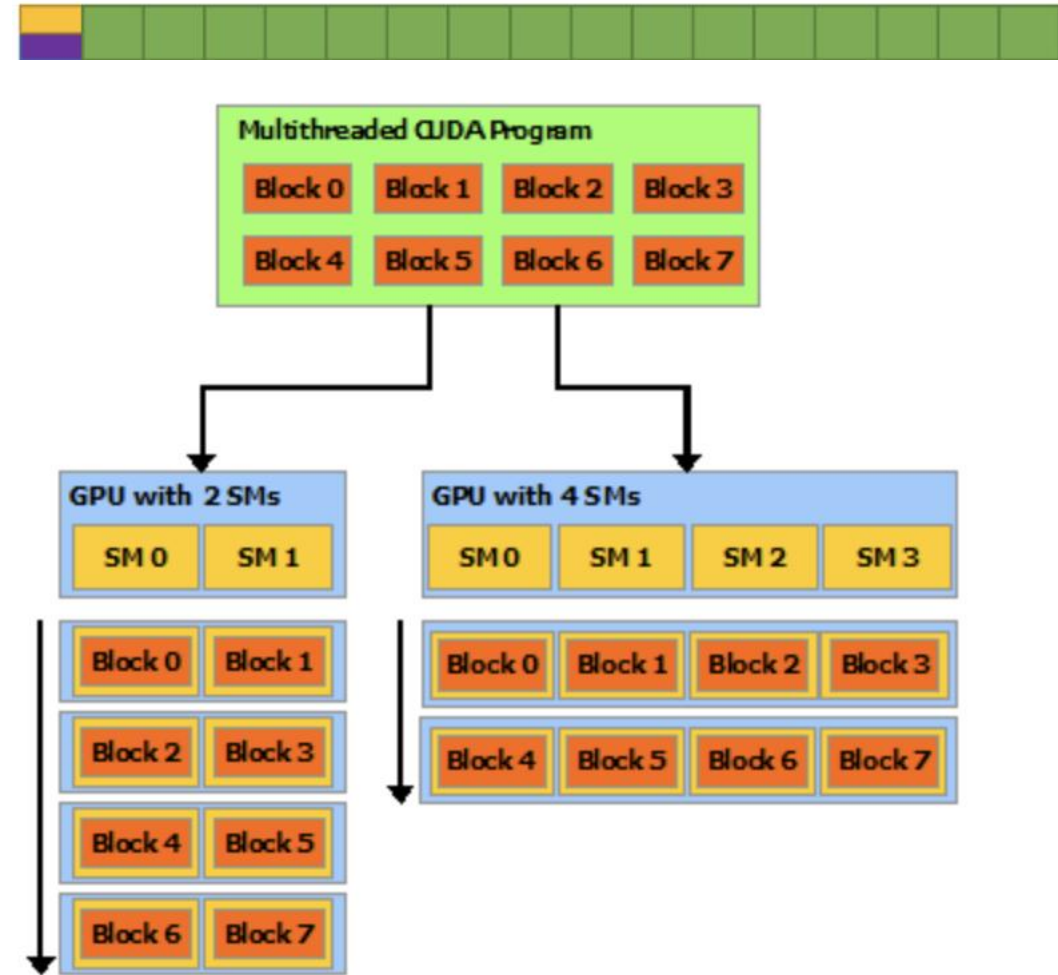 Multithreaded CUDA Program
Block 0 Block 1 Block 2 Block 3
Block 4 Block 5 Block 6 Block 7
GPU with 2 SMs
SM 0 SM 1
Block 0 Block 1
Block 2 Block 3
Block 4 Block 5
Block 6 Block 7
GPU with 4 SMs
SM 0 SM 1 SM 2 SM 3
Block 0 Block 1 Block 2 Block 3
Block 4 Block 5 Block 6 Block 7